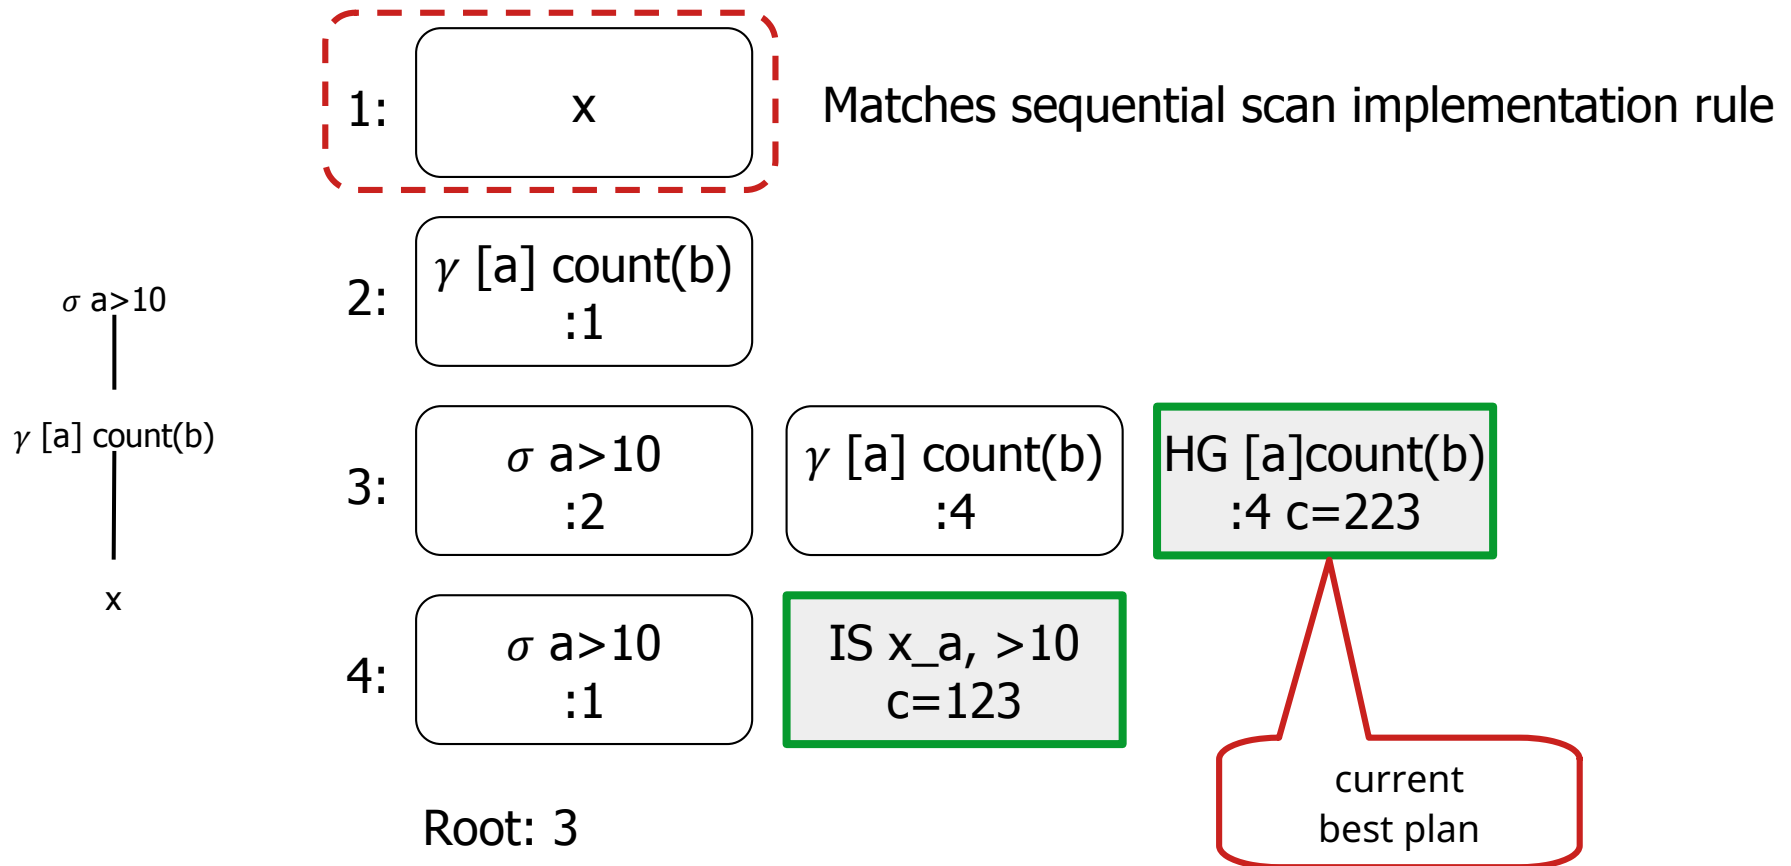 1:
x
Matches sequential scan implementation rule
2:
γ [a] count(b)
:1
σ a>10
γ [a] count(b)
x
3:
σ a>10
:2
γ [a] count(b)
:4
HG [a]count(b)
:4 c=223
4:
σ a>10
:1
IS x_a, >10
c=123
current
best plan
Root: 3